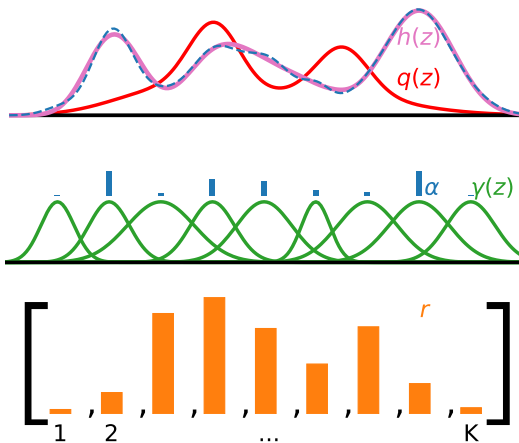 h(z)
q(z)
α γ(z)
r
[ , , , , , , , , ]
1 2 ... K